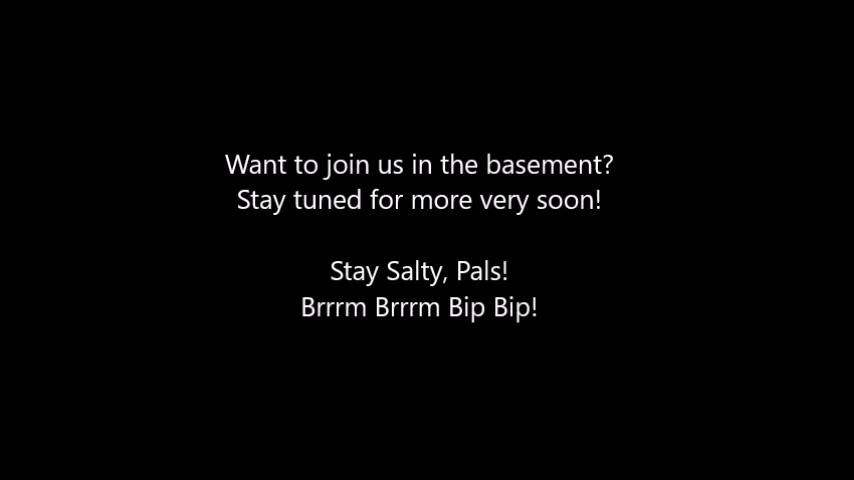 Want to join us in the basement?
Stay tuned for more very soon!
Stay Salty, Pals!
Brrrm Brrrm Bip Bip!